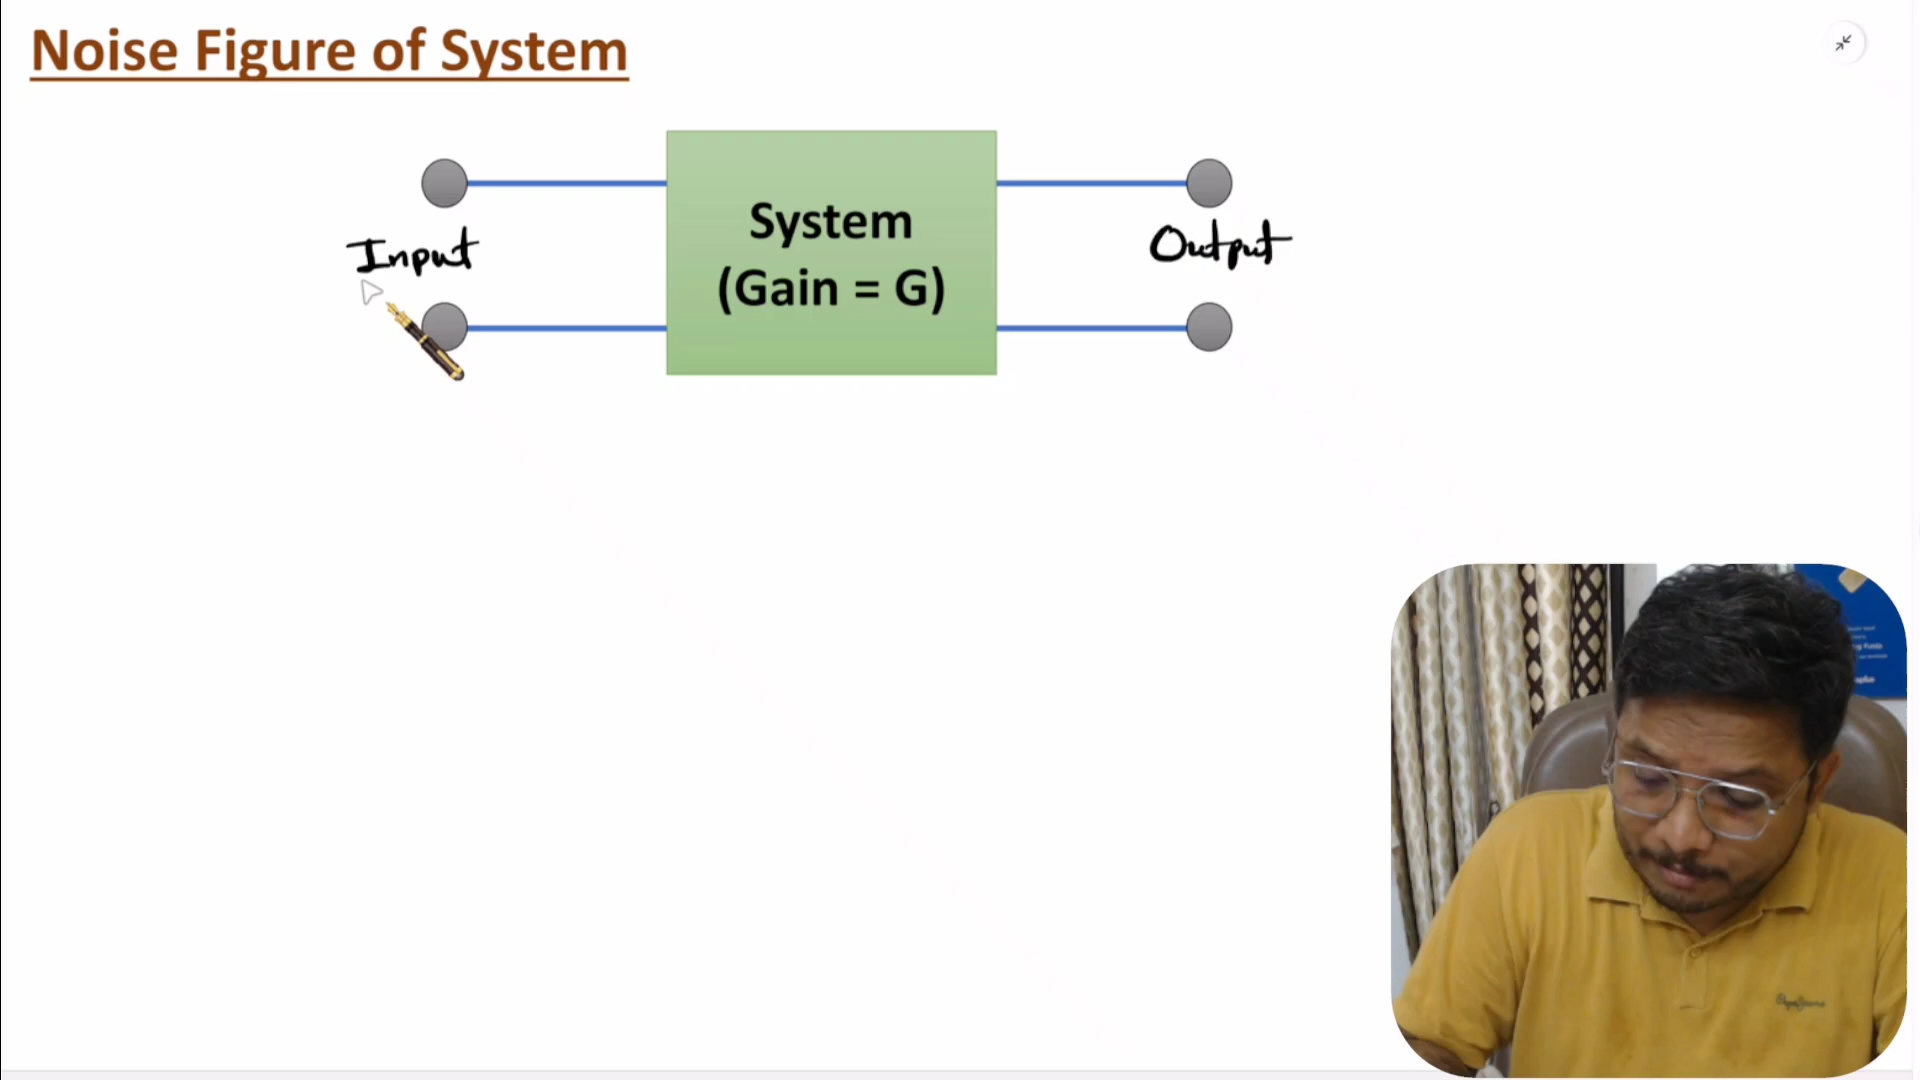 Noise Figure of System
System
(Gain = G)
Input
Output